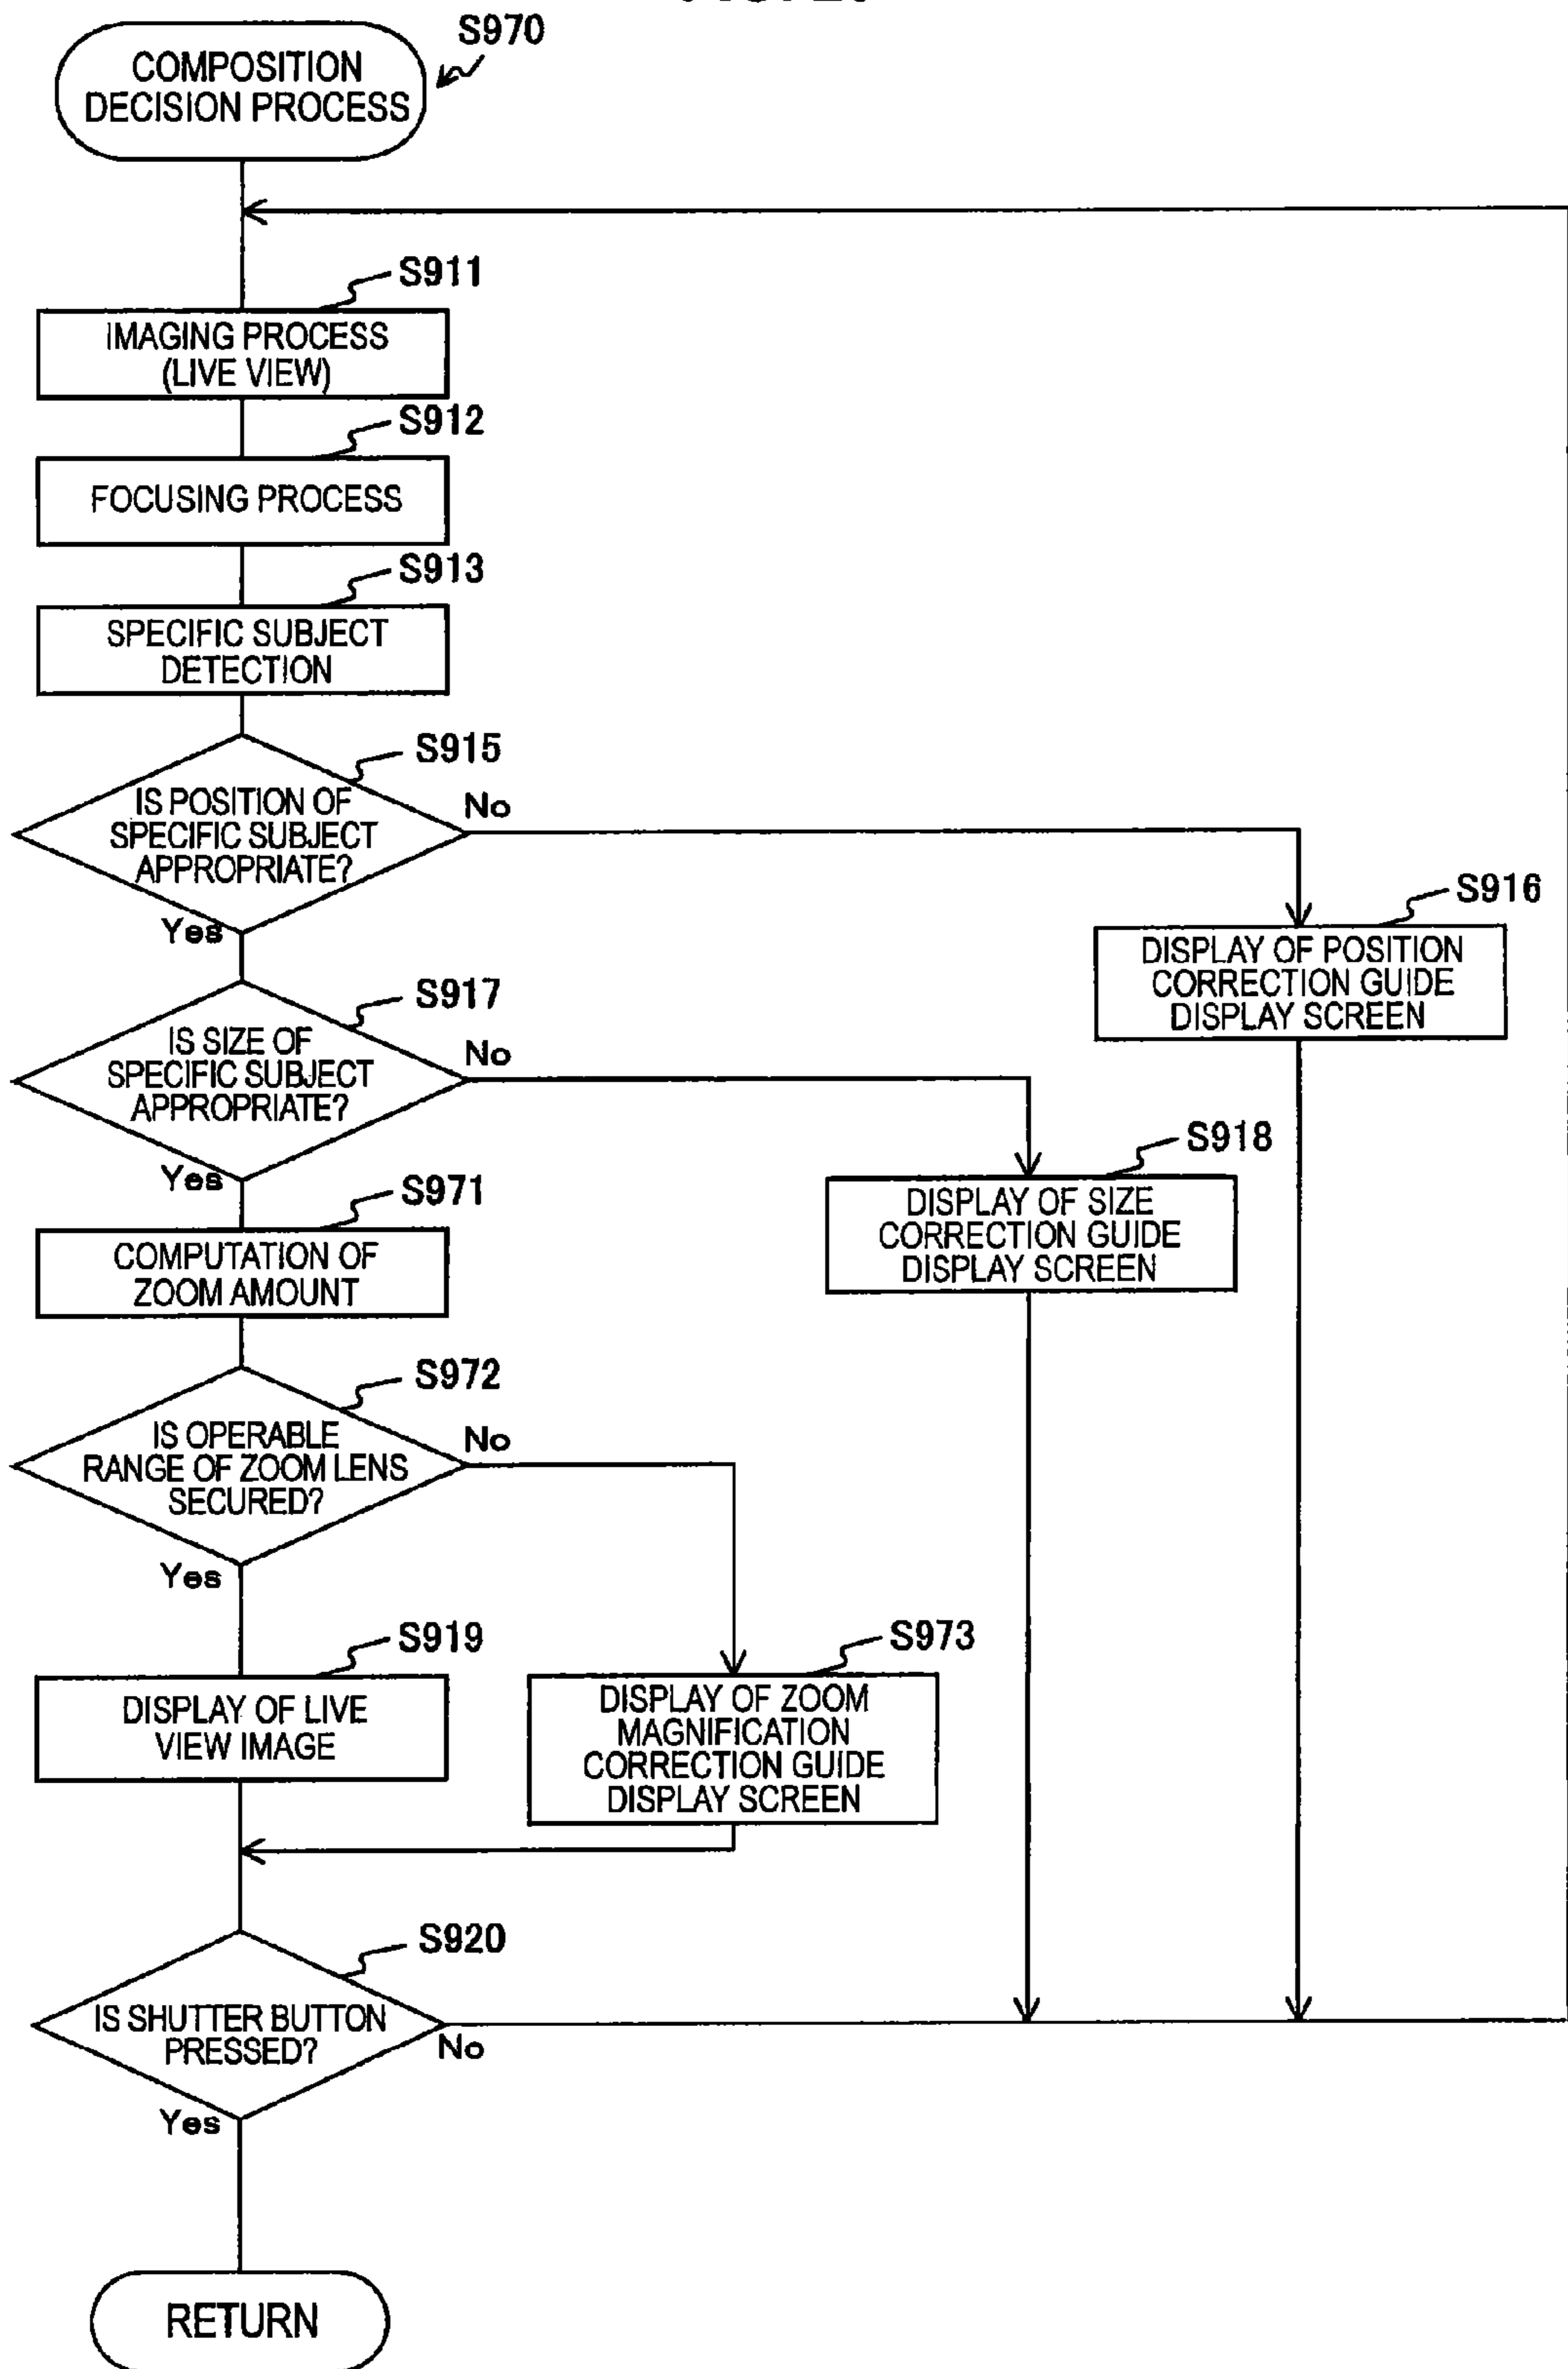 S970
COMPOSITION
DECISION PROCESS
S911
IMAGING PROCESS
(LIVE VIEW)
S912
FOCUSING PROCESS
S913
SPECIFIC SUBJECT
DETECTION
S915
IS POSITION OF
SPECIFIC SUBJECT
APPROPRIATE?
No
Yes
S916
DISPLAY OF POSITION
CORRECTION GUIDE
DISPLAY SCREEN
S917
IS SIZE OF
SPECIFIC SUBJECT
APPROPRIATE?
No
Yes
S918
DISPLAY OF SIZE
CORRECTION GUIDE
DISPLAY SCREEN
S971
COMPUTATION OF
ZOOM AMOUNT
S972
IS OPERABLE
RANGE OF ZOOM LENS
SECURED?
No
Yes
S919
DISPLAY OF LIVE
VIEW IMAGE
S973
DISPLAY OF ZOOM
MAGNIFICATION
CORRECTION GUIDE
DISPLAY SCREEN
S920
IS SHUTTER BUTTON
PRESSED?
No
Yes
RETURN